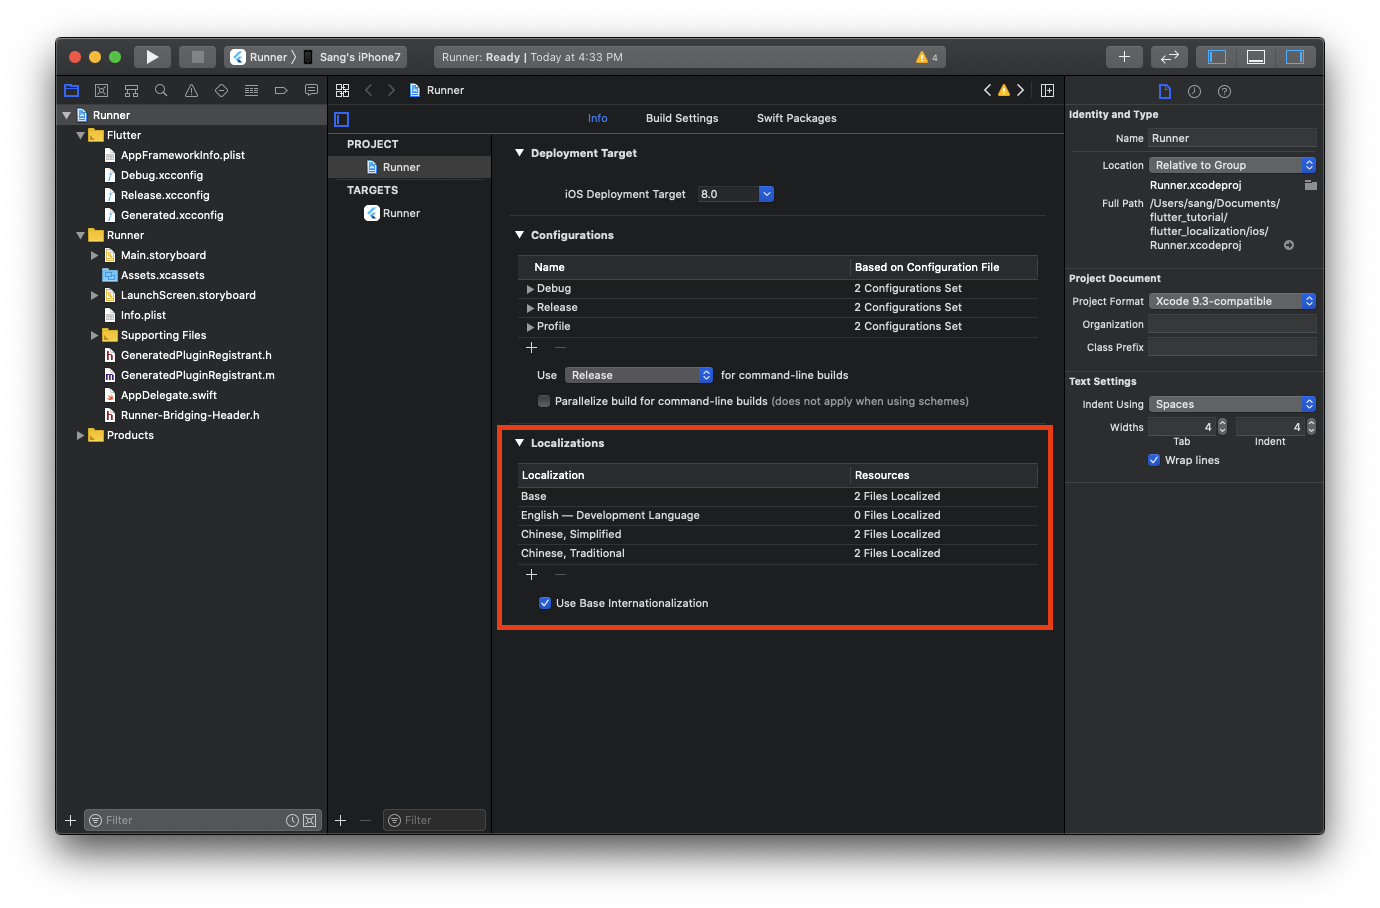 Runner
Sang's iPhone7
Runner: Ready | Today at 4:33 PM
4
Runner
Flutter
AppFrameworkInfo.plist
Debug.xcconfig
Release.xcconfig
Generated.xcconfig
Runner
Main.storyboard
Assets.xcassets
LaunchScreen.storyboard
Info.plist
Supporting Files
GeneratedPluginRegistrant.h
GeneratedPluginRegistrant.m
AppDelegate.swift
Runner-Bridging-Header.h
Products
Filter
Runner
Info
Build Settings
Swift Packages
PROJECT
Runner
TARGETS
Runner
Filter
Deployment Target
iOS Deployment Target 8.0
Configurations
Name Based on Configuration File
Debug 2 Configurations Set
Release 2 Configurations Set
Profile 2 Configurations Set
Use Release for command-line builds
Parallelize build for command-line builds (does not apply when using schemes)
Localizations
Localization Resources
Base 2 Files Localized
English — Development Language 0 Files Localized
Chinese, Simplified 2 Files Localized
Chinese, Traditional 2 Files Localized
Use Base Internationalization
Identity and Type
Name Runner
Location Relative to Group
Runner.xcodeproj
Full Path /Users/sang/Documents/
flutter_tutorial/
flutter_localization/ios/
Runner.xcodeproj
Project Document
Project Format Xcode 9.3-compatible
Organization
Class Prefix
Text Settings
Indent Using Spaces
Widths 4 4
Tab Indent
Wrap lines